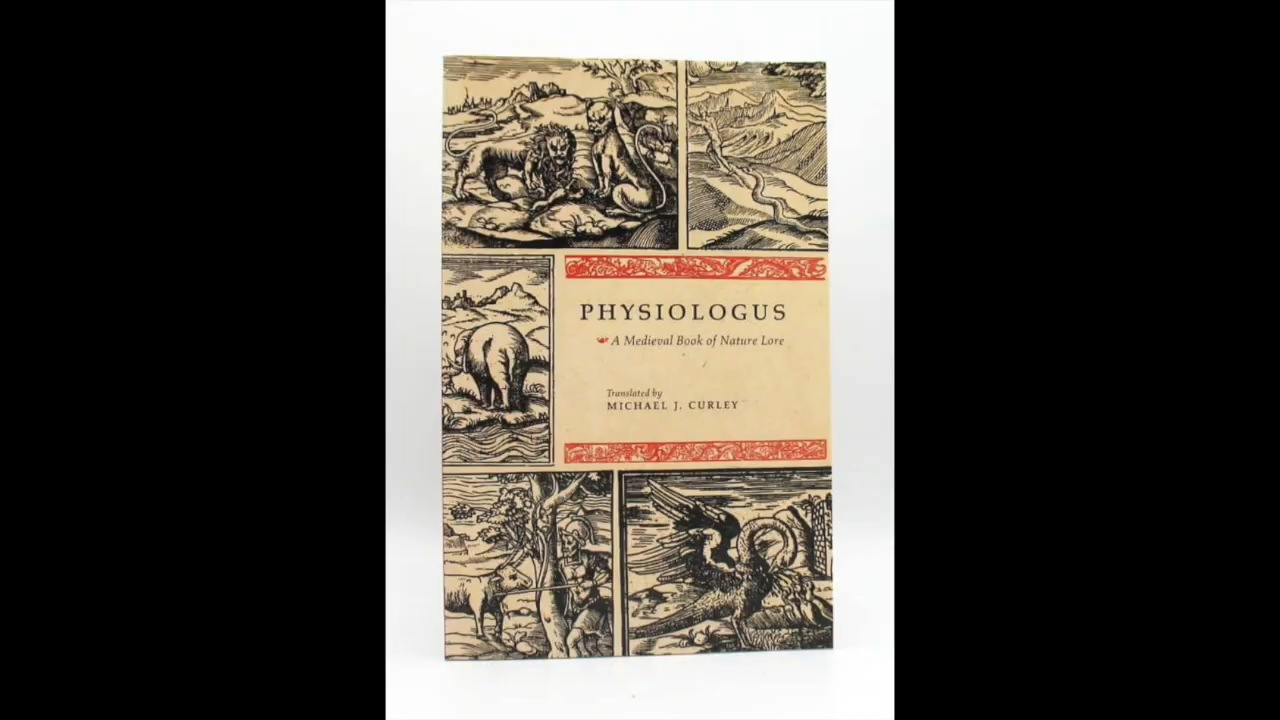 PHYSIOLOGUS
A Medieval Book of Nature Lore
Translated by
MICHAEL J. CURLEY